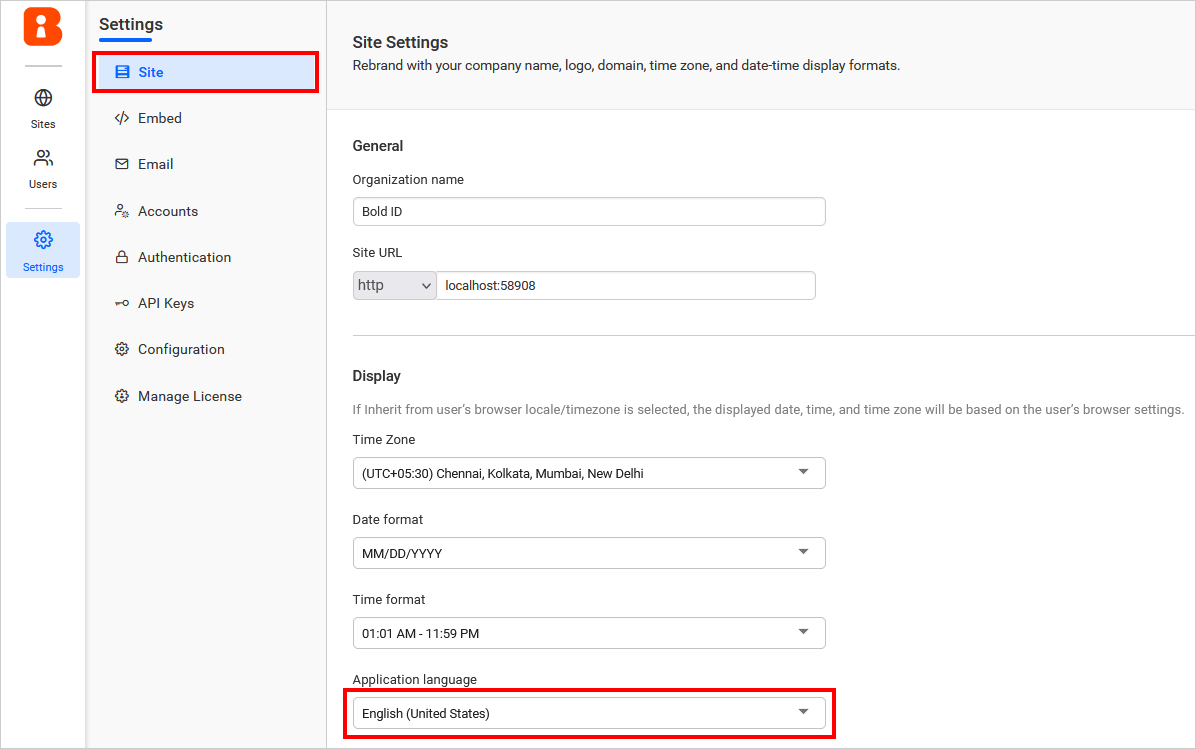 Sites
Users
Settings
Settings
Site
Embed
Email
Accounts
Authentication
API Keys
Configuration
Manage License
Site Settings
Rebrand with your company name, logo, domain, time zone, and date-time display formats.
General
Organization name
Bold ID
Site URL
http localhost:58908
Display
If Inherit from user’s browser locale/timezone is selected, the displayed date, time, and time zone will be based on the user’s browser settings.
Time Zone
(UTC+05:30) Chennai, Kolkata, Mumbai, New Delhi
Date format
MM/DD/YYYY
Time format
01:01 AM - 11:59 PM
Application language
English (United States)